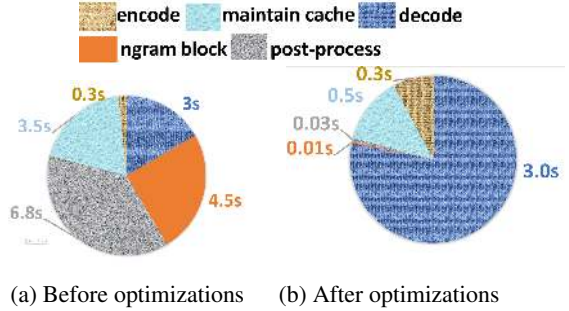 encode maintain cache decode
ngram block post-process
0.3s 3s
3.5s
4.5s
6.8s
0.3s
0.5s
0.03s
0.01s
3.0s
(a) Before optimizations (b) After optimizations